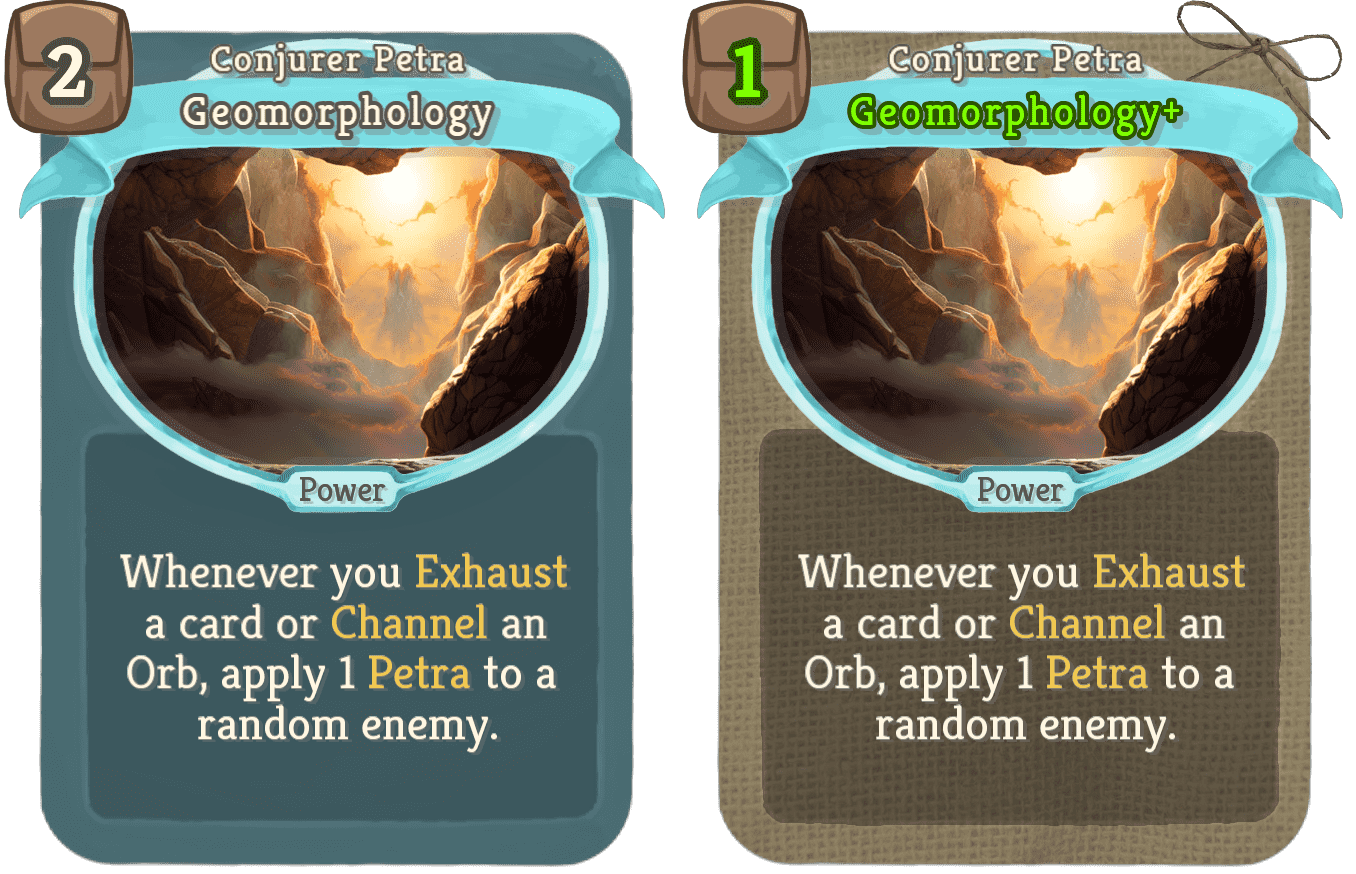 2
Conjurer Petra
Geomorphology
Power
Whenever you Exhaust
a card or Channel an
Orb, apply 1 Petra to a
random enemy.
1
Conjurer Petra
Geomorphology+
Power
Whenever you Exhaust
a card or Channel an
Orb, apply 1 Petra to a
random enemy.